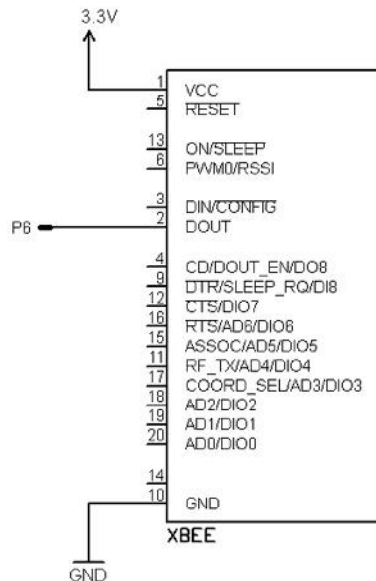 3.3V
1 VCC
5 RESET
13 ON/SLEEP
6 PWM0/RSSI
3 DIN/CONFIG
P6 2 DOUT
4 CD/DOUT_EN/DO8
9 DTR/SLEEP_RQ/DI8
12 CTS/DIO7
16 RTS/AD6/DIO6
15 ASSOC/AD5/DIO5
11 RF_TX/AD4/DIO4
17 COORD_SEL/AD3/DIO3
18 AD2/DIO2
19 AD1/DIO1
20 AD0/DIO0
14
10 GND
XBEE
GND